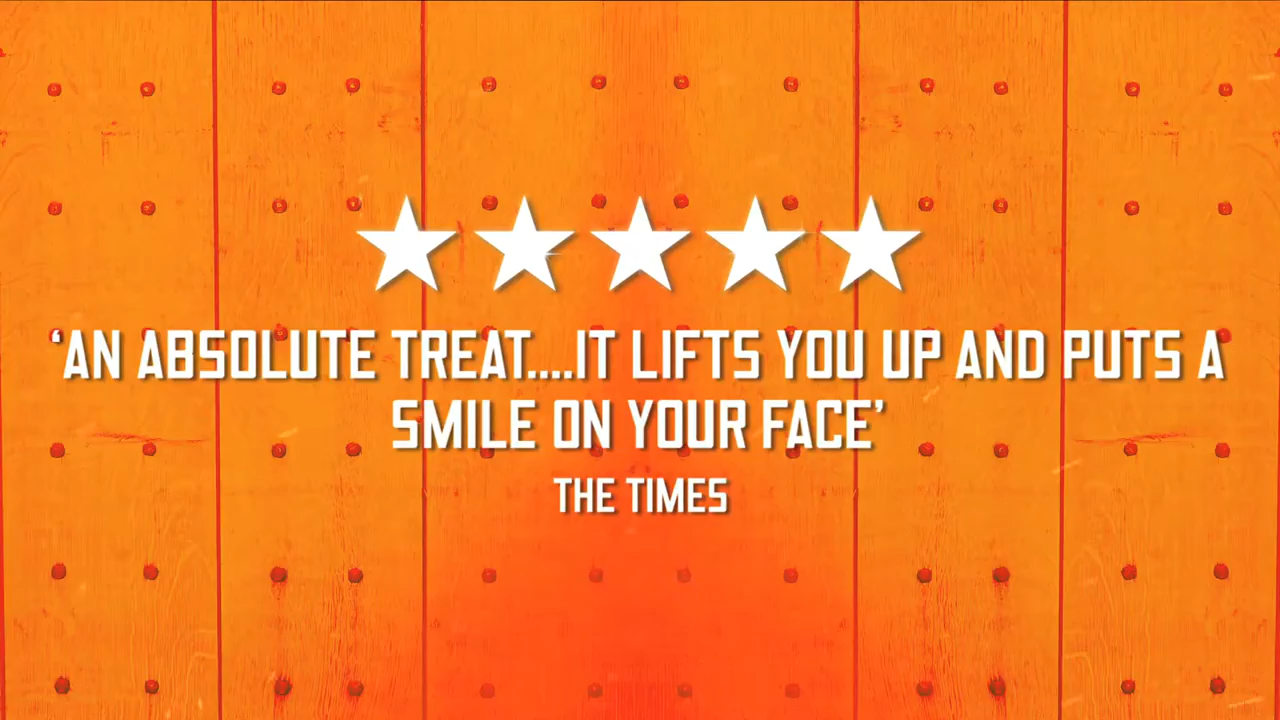 ‘AN ABSOLUTE TREAT....IT LIFTS YOU UP AND PUTS A
SMILE ON YOUR FACE’
THE TIMES